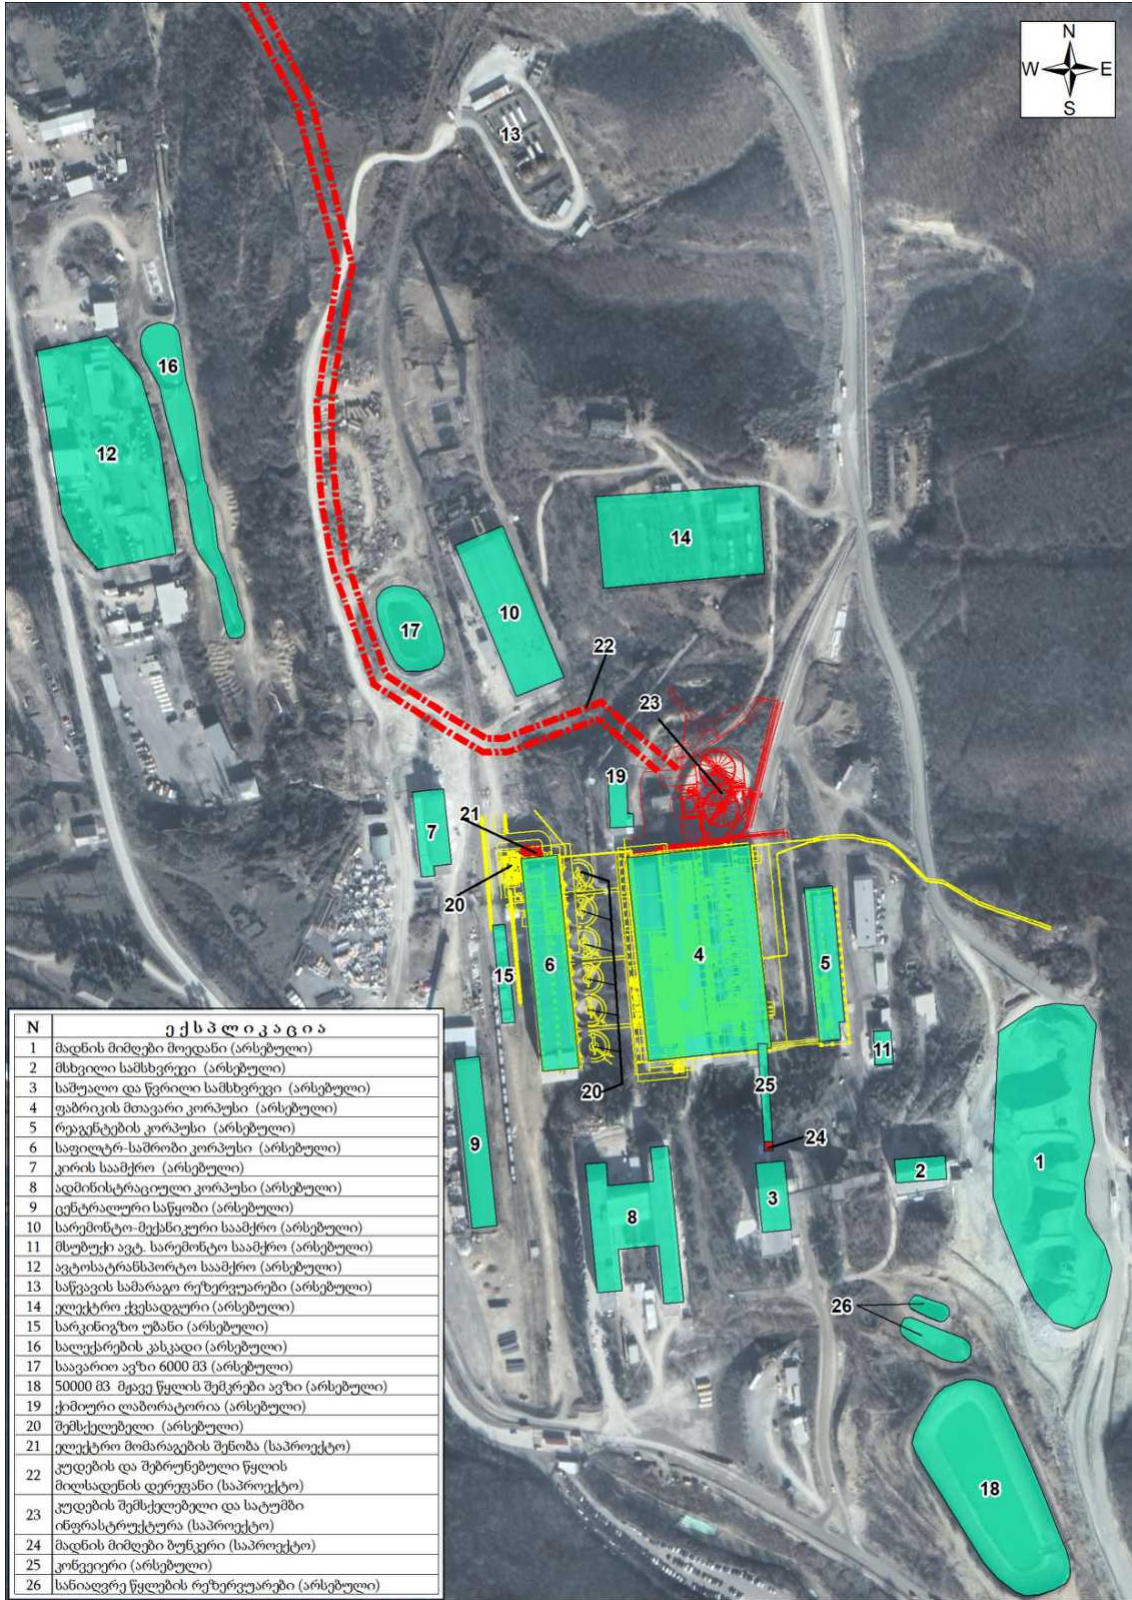 N
W E
S
13
16
12
14
10
17
22
23
19
21
7
20
4
6
5
15
11
20
25
9
24
2
1
3
8
26
18
N ექსპლიკაცია
1 მადნის მიმღები მოედანი (არსებული)
2 მსხვილი სამსხვრევი (არსებული)
3 საშუალო და წვრილი სამსხვრევი (არსებული)
4 ფაბრიკის მთავარი კორპუსი (არსებული)
5 რეაგენტების კორპუსი (არსებული)
6 საფილტრ-საშრობი კორპუსი (არსებული)
7 კირის საამქრო (არსებული)
8 ადმინისტრაციული კორპუსი (არსებული)
9 ცენტრალური საწყობი (არსებული)
10 სარემონტო-მექანიკური საამქრო (არსებული)
11 მსუბუქი ავტ. სარემონტო საამქრო (არსებული)
12 ავტოსატრანსპორტო საამქრო (არსებული)
13 საწვავის სამარაგო რეზერვუარები (არსებული)
14 ელექტრო ქვესადგური (არსებული)
15 სარკინიგზო უბანი (არსებული)
16 სალექარების კასკადი (არსებული)
17 საავარიო ავზი 6000 მ3 (არსებული)
18 50000 მ3 მჟავე წყლის შემკრები ავზი (არსებული)
19 ქიმიური ლაბორატორია (არსებული)
20 შემსქელებელი (არსებული)
21 ელექტრო მომარაგების შენობა (საპროექტო)
22 კუდების და შებრუნებული წყლის
მილსადენის დერეფანი (საპროექტო)
23 კუდების შემსქელებელი და სატუმბი
ინფრასტრუქტურა (საპროექტო)
24 მადნის მიმღები ბუნკერი (საპროექტო)
25 კონვეიერი (არსებული)
26 სანიაღვრე წყლების რეზერვუარები (არსებული)